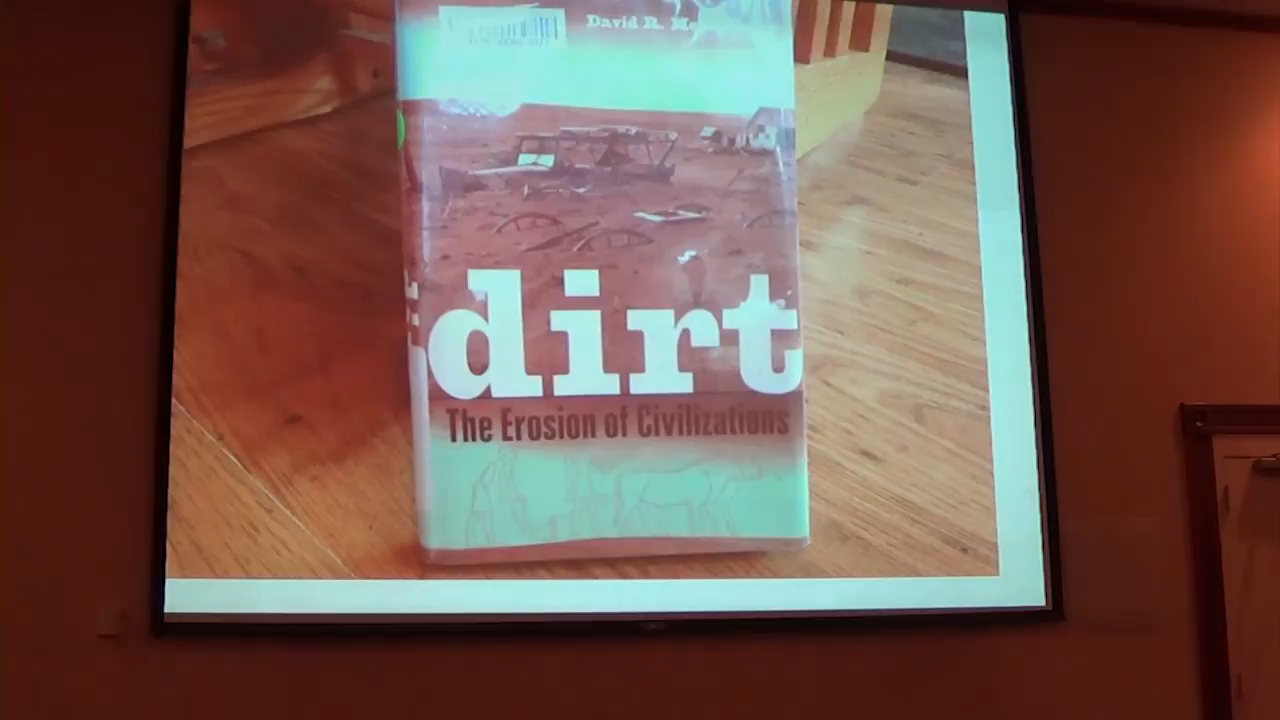 David R.
dirt
The Erosion of Civilizations